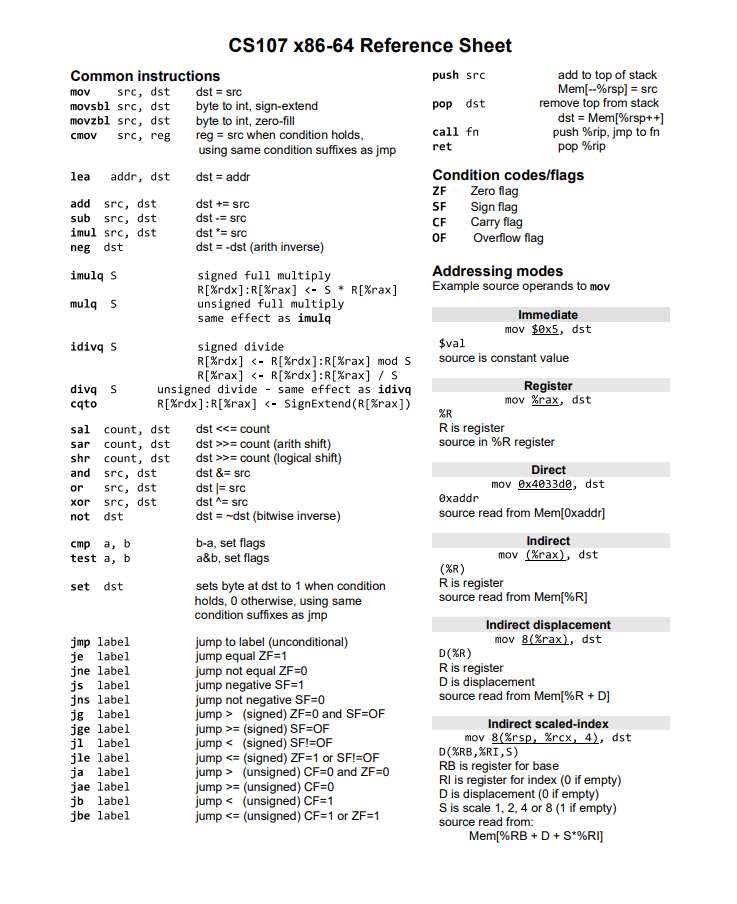 CS107 x86-64 Reference Sheet
Common instructions
mov src, dst dst = src
movsbl src, dst byte to int, sign-extend
movzbl src, dst byte to int, zero-fill
cmov src, reg reg = src when condition holds,
using same condition suffixes as jmp
lea addr, dst dst = addr
add src, dst dst += src
sub src, dst dst -= src
imul src, dst dst *= src
neg dst dst = -dst (arith inverse)
imulq S signed full multiply
R[%rdx]:R[%rax] <- S * R[%rax]
mulq S unsigned full multiply
same effect as imulq
idivq S signed divide
R[%rdx] <- R[%rdx]:R[%rax] mod S
R[%rax] <- R[%rdx]:R[%rax] / S
divq S unsigned divide - same effect as idivq
cqto R[%rdx]:R[%rax] <- SignExtend(R[%rax])
sal count, dst dst <<= count
sar count, dst dst >>= count (arith shift)
shr count, dst dst >>= count (logical shift)
and src, dst dst &= src
or src, dst dst |= src
xor src, dst dst ^= src
not dst dst = ~dst (bitwise inverse)
cmp a, b b-a, set flags
test a, b a&b, set flags
set dst sets byte at dst to 1 when condition
holds, 0 otherwise, using same
condition suffixes as jmp
jmp label jump to label (unconditional)
je label jump equal ZF=1
jne label jump not equal ZF=0
js label jump negative SF=1
jns label jump not negative SF=0
jg label jump > (signed) ZF=0 and SF=OF
jge label jump >= (signed) SF=OF
jl label jump < (signed) SF!=OF
jle label jump <= (signed) ZF=1 or SF!=OF
ja label jump > (unsigned) CF=0 and ZF=0
jae label jump >= (unsigned) CF=0
jb label jump < (unsigned) CF=1
jbe label jump <= (unsigned) CF=1 or ZF=1
push src add to top of stack
Mem[--%rsp] = src
pop dst remove top from stack
dst = Mem[%rsp++]
call fn push %rip, jmp to fn
ret pop %rip
Condition codes/flags
ZF Zero flag
SF Sign flag
CF Carry flag
OF Overflow flag
Addressing modes
Example source operands to mov
Immediate
mov $0x5, dst
$val
source is constant value
Register
mov %rax, dst
%R
R is register
source in %R register
Direct
mov 0x4033d0, dst
0xaddr
source read from Mem[0xaddr]
Indirect
mov (%rax), dst
(%R)
R is register
source read from Mem[%R]
Indirect displacement
mov 8(%rax), dst
D(%R)
R is register
D is displacement
source read from Mem[%R + D]
Indirect scaled-index
mov 8(%rsp, %rcx, 4), dst
D(%RB,%RI,S)
RB is register for base
RI is register for index (0 if empty)
D is displacement (0 if empty)
S is scale 1, 2, 4 or 8 (1 if empty)
source read from:
Mem[%RB + D + S*%RI]